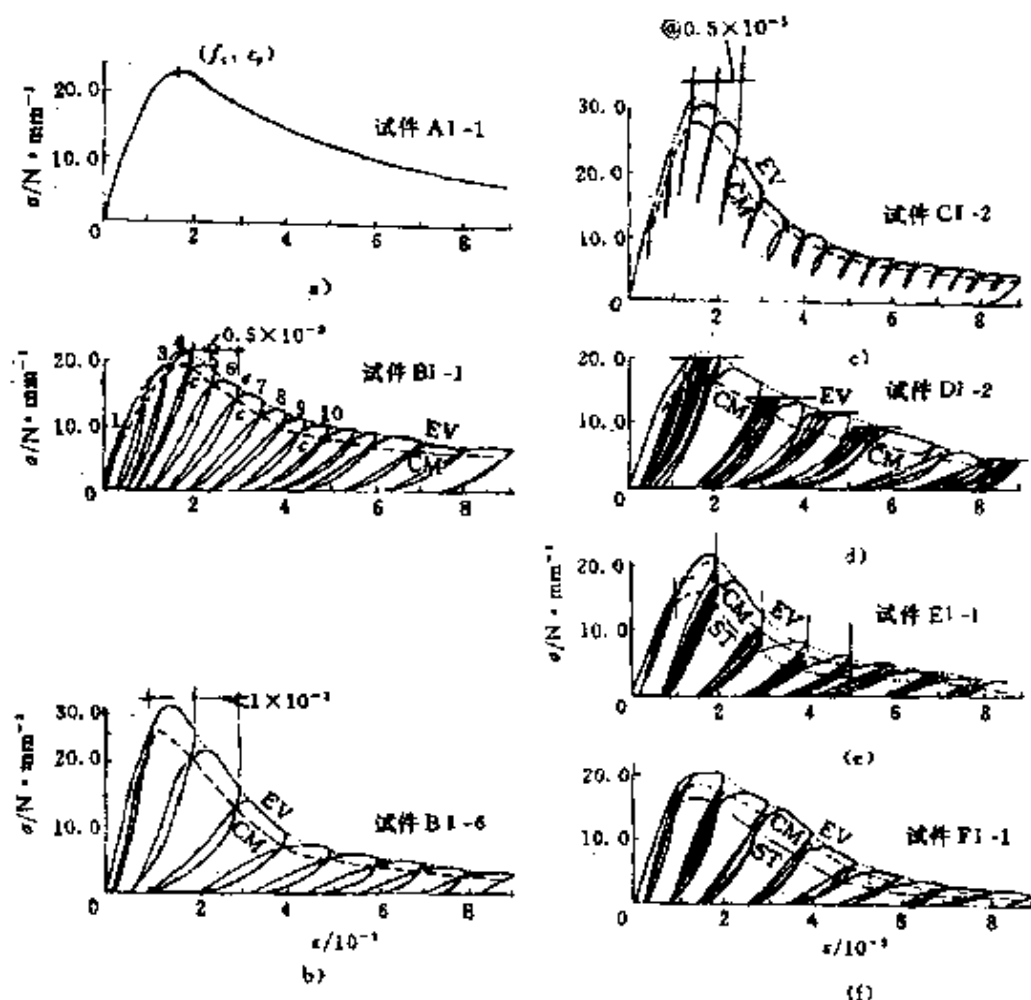 (f_c, ε_p)
σ/N·mm⁻²
20.0
10.0
试件 A1-1
0 2 4 6 8
a)
3 4
0.5×10⁻³
20.0
10.0
试件 B1-1
1
6
7
8
9
10
EV
CM
0 2 4 6 8
σ/N·mm⁻²
1×10⁻³
30.0
20.0
10.0
σ/N·mm⁻²
EV
CM
试件 B1-6
0 2 4 6 8
ε/10⁻³
b)
@0.5×10⁻³
30.0
20.0
10.0
EV
CM
试件 C1-2
0 2 4 6 8
c)
20.0
10.0
CM
EV
CM
试件 D1-2
0 2 4 6 8
d)
σ/N·mm⁻²
20.0
10.0
CM
EV
ST
试件 E1-1
0 2 4 6 8
(e)
20.0
10.0
CM
EV
ST
试件 F1-1
0 2 4 6 8
ε/10⁻³
(f)